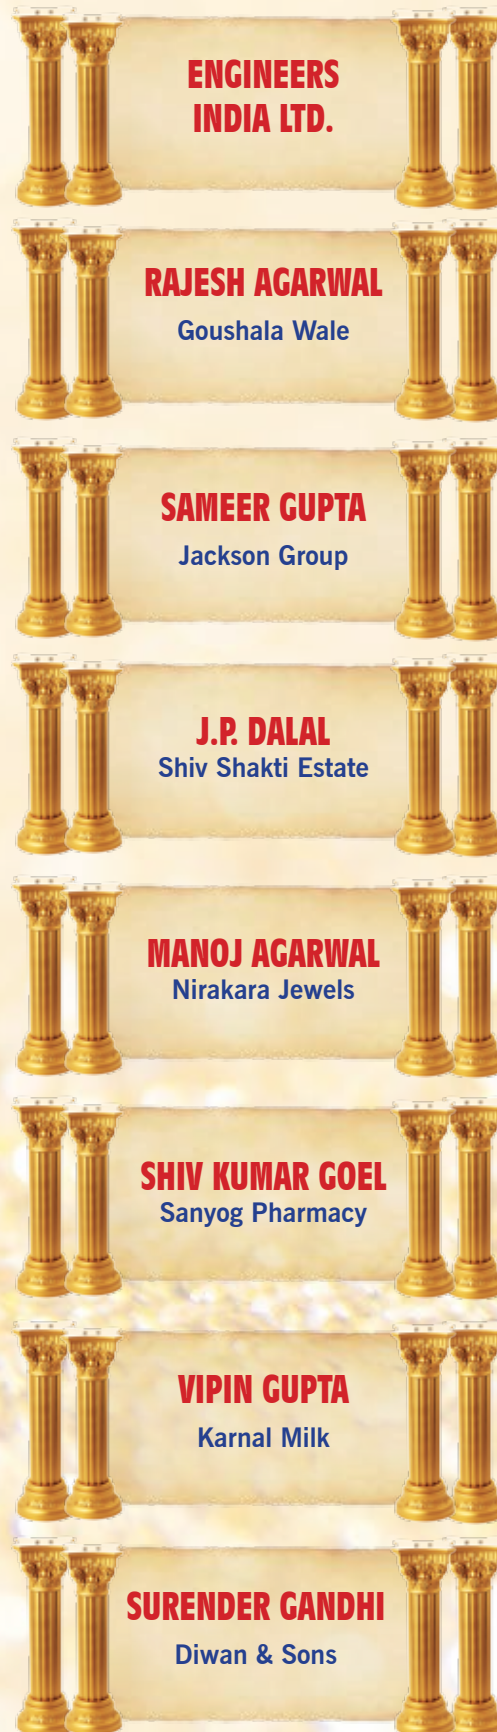 ENGINEERS
INDIA LTD.
RAJESH AGARWAL
Goushala Wale
SAMEER GUPTA
Jackson Group
J.P. DALAL
Shiv Shakti Estate
MANOJ AGARWAL
Nirakara Jewels
SHIV KUMAR GOEL
Sanyog Pharmacy
VIPIN GUPTA
Karnal Milk
SURENDER GANDHI
Diwan & Sons